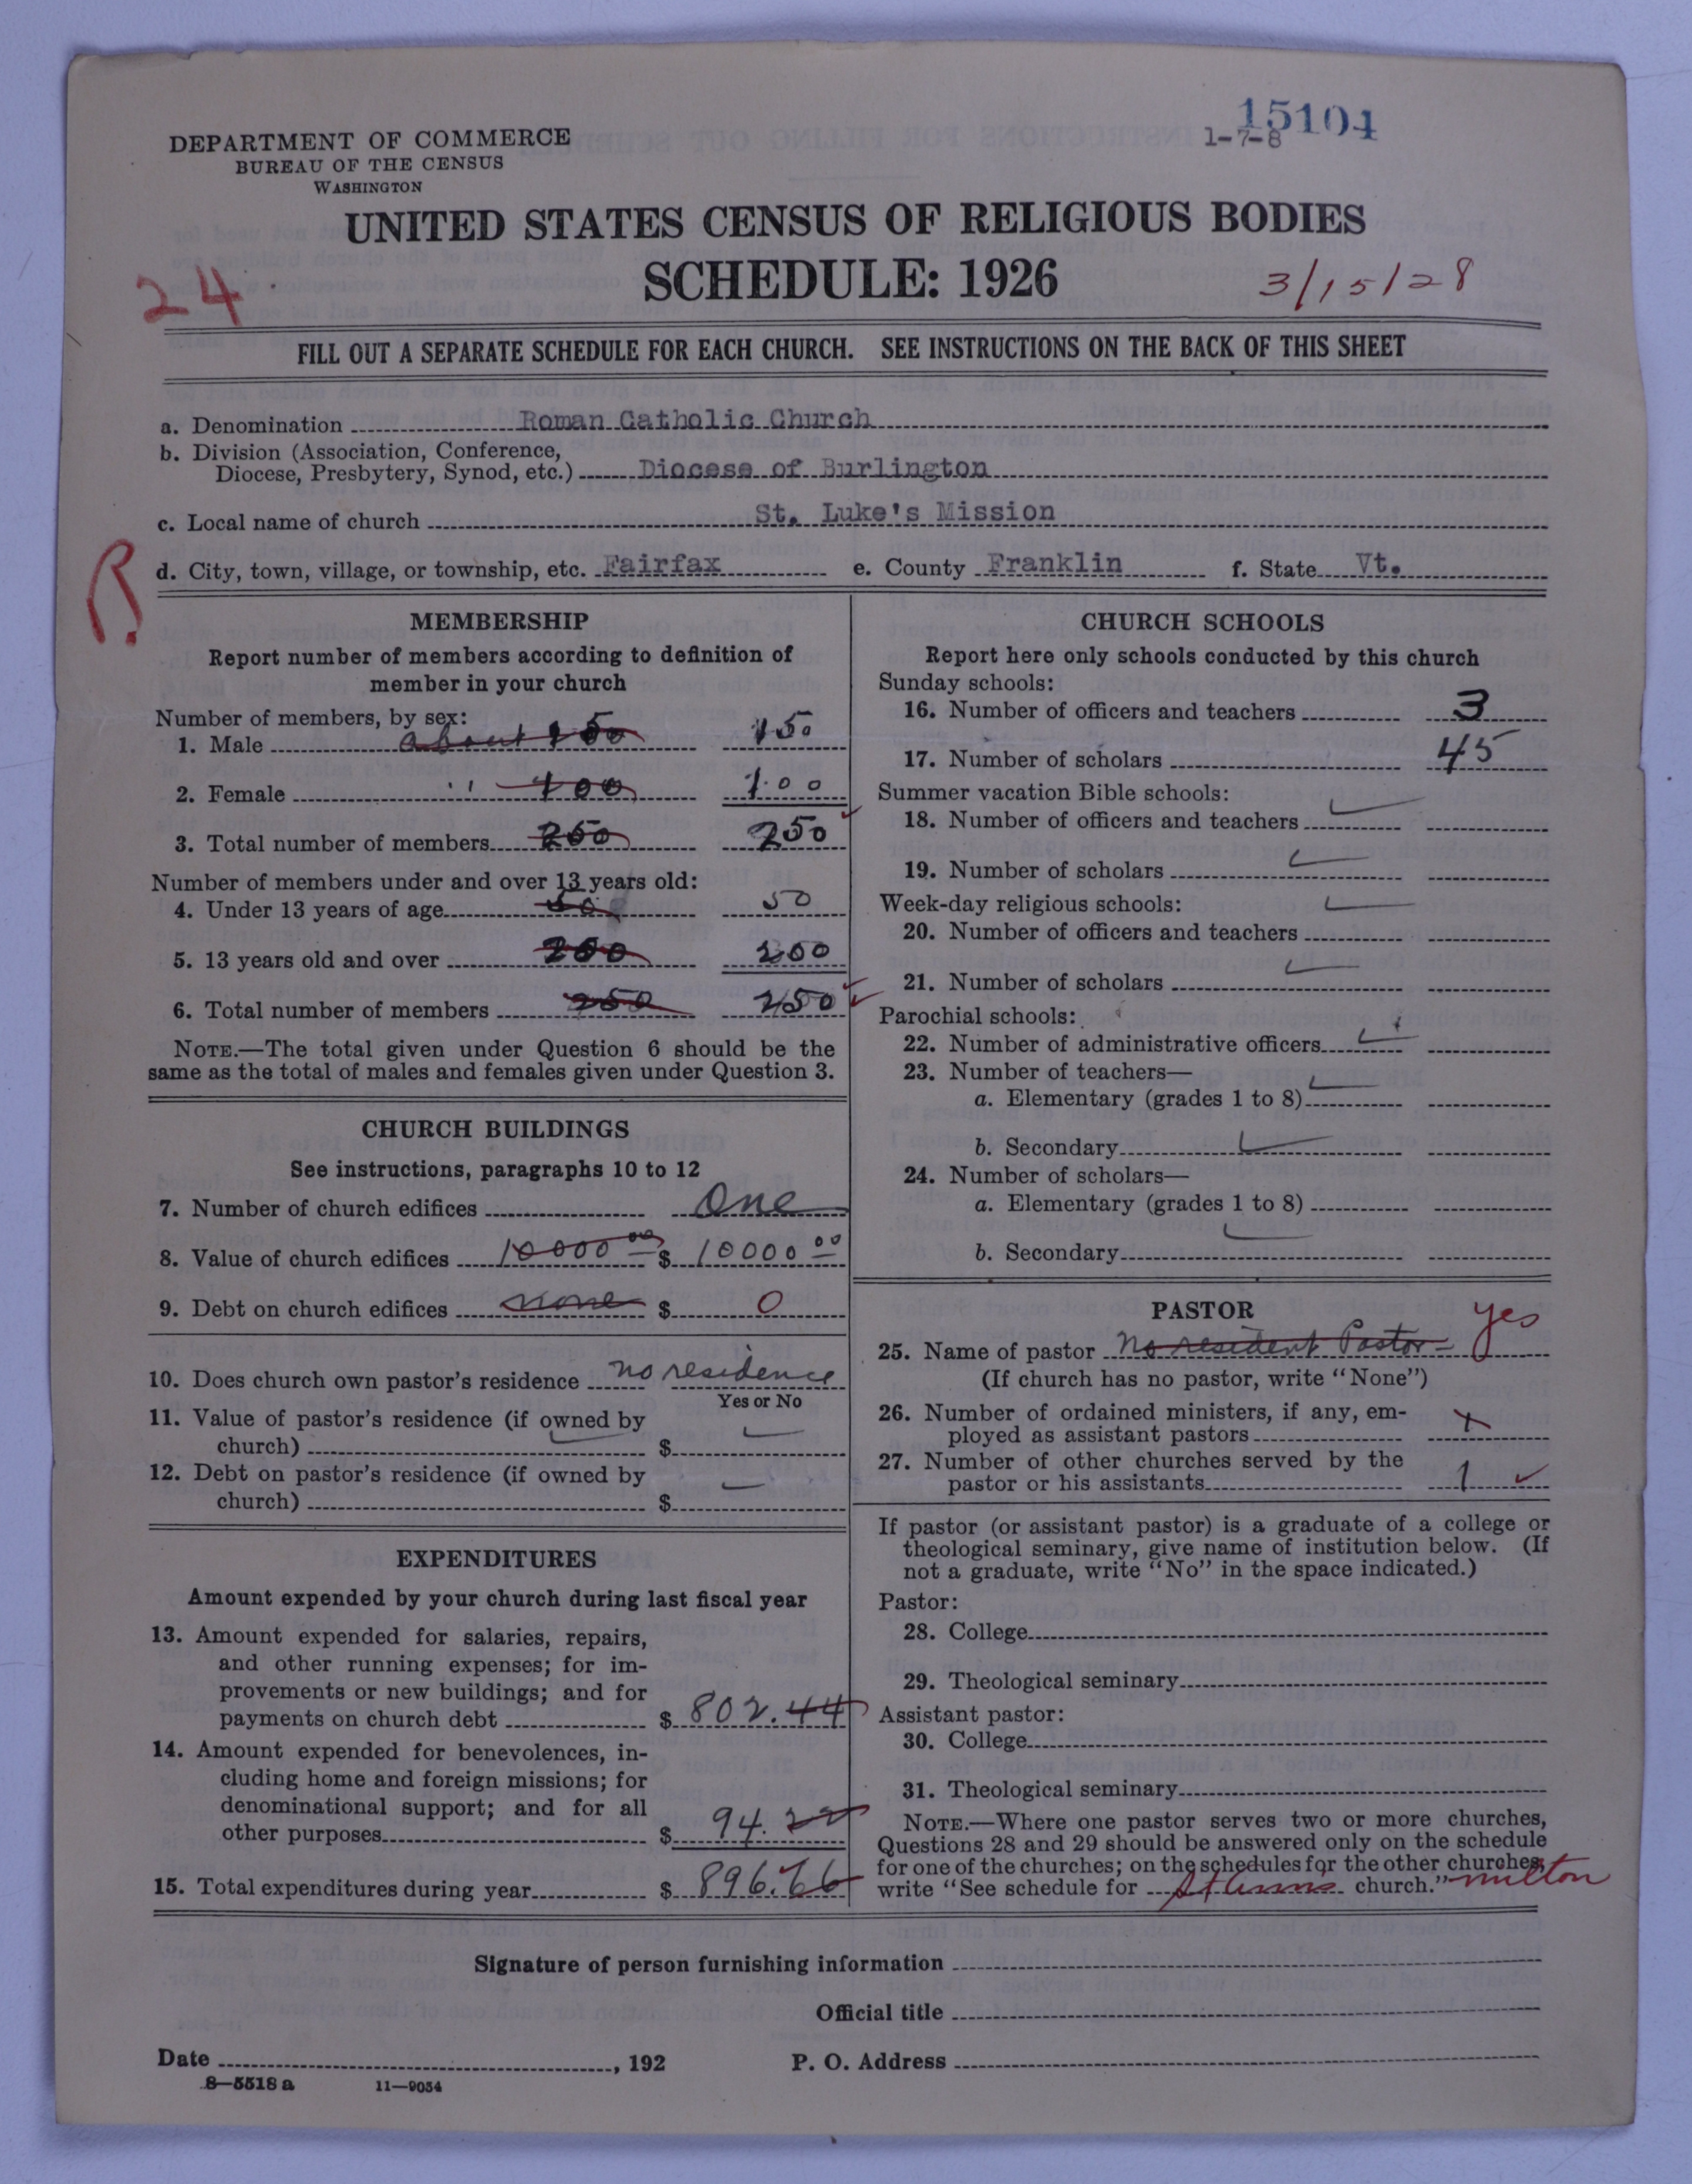 15104
1-7-8
DEPARTMENT OF COMMERCE
BUREAU OF THE CENSUS
WASHINGTON
UNITED STATES CENSUS OF RELIGIOUS BODIES
SCHEDULE: 1926
24
3/15/28
FILL OUT A SEPARATE SCHEDULE FOR EACH CHURCH. SEE INSTRUCTIONS ON THE BACK OF THIS SHEET
a. Denomination Roman Catholic Church
b. Division (Association, Conference,
Diocese, Presbytery, Synod, etc.) Diocese of Burlington
c. Local name of church St. Luke's Mission
d. City, town, village, or township, etc. Fairfax e. County Franklin f. State Vt.
MEMBERSHIP
Report number of members according to definition of
member in your church
Number of members, by sex:
1. Male about 150 150
2. Female " 100 100
3. Total number of members 250 250
Number of members under and over 13 years old:
4. Under 13 years of age 50 50
5. 13 years old and over 200 200
6. Total number of members 250 250
NOTE.—The total given under Question 6 should be the
same as the total of males and females given under Question 3.
CHURCH BUILDINGS
See instructions, paragraphs 10 to 12
7. Number of church edifices One
8. Value of church edifices 10000 00 $ 10000 00
9. Debt on church edifices none $ 0
10. Does church own pastor's residence no residence
Yes or No
11. Value of pastor's residence (if owned by
church) $
12. Debt on pastor's residence (if owned by
church) $
EXPENDITURES
Amount expended by your church during last fiscal year
13. Amount expended for salaries, repairs,
and other running expenses; for im-
provements or new buildings; and for
payments on church debt $ 802.44
14. Amount expended for benevolences, in-
cluding home and foreign missions; for
denominational support; and for all
other purposes $ 94.22
15. Total expenditures during year $ 896.66
CHURCH SCHOOLS
Report here only schools conducted by this church
Sunday schools:
16. Number of officers and teachers 3
17. Number of scholars 45
Summer vacation Bible schools:
18. Number of officers and teachers
19. Number of scholars
Week-day religious schools:
20. Number of officers and teachers
21. Number of scholars
Parochial schools:
22. Number of administrative officers
23. Number of teachers—
a. Elementary (grades 1 to 8)
b. Secondary
24. Number of scholars—
a. Elementary (grades 1 to 8)
b. Secondary
PASTOR
25. Name of pastor No resident Pastor yes
(If church has no pastor, write "None")
26. Number of ordained ministers, if any, em-
ployed as assistant pastors x
27. Number of other churches served by the
pastor or his assistants 1
If pastor (or assistant pastor) is a graduate of a college or
theological seminary, give name of institution below. (If
not a graduate, write "No" in the space indicated.)
Pastor:
28. College
29. Theological seminary
Assistant pastor:
30. College
31. Theological seminary
NOTE.—Where one pastor serves two or more churches,
Questions 28 and 29 should be answered only on the schedule
for one of the churches; on the schedules for the other churches,
write "See schedule for St Anns church." Milton
Signature of person furnishing information
Official title
Date , 192 P. O. Address
8—5518 a 11—9054